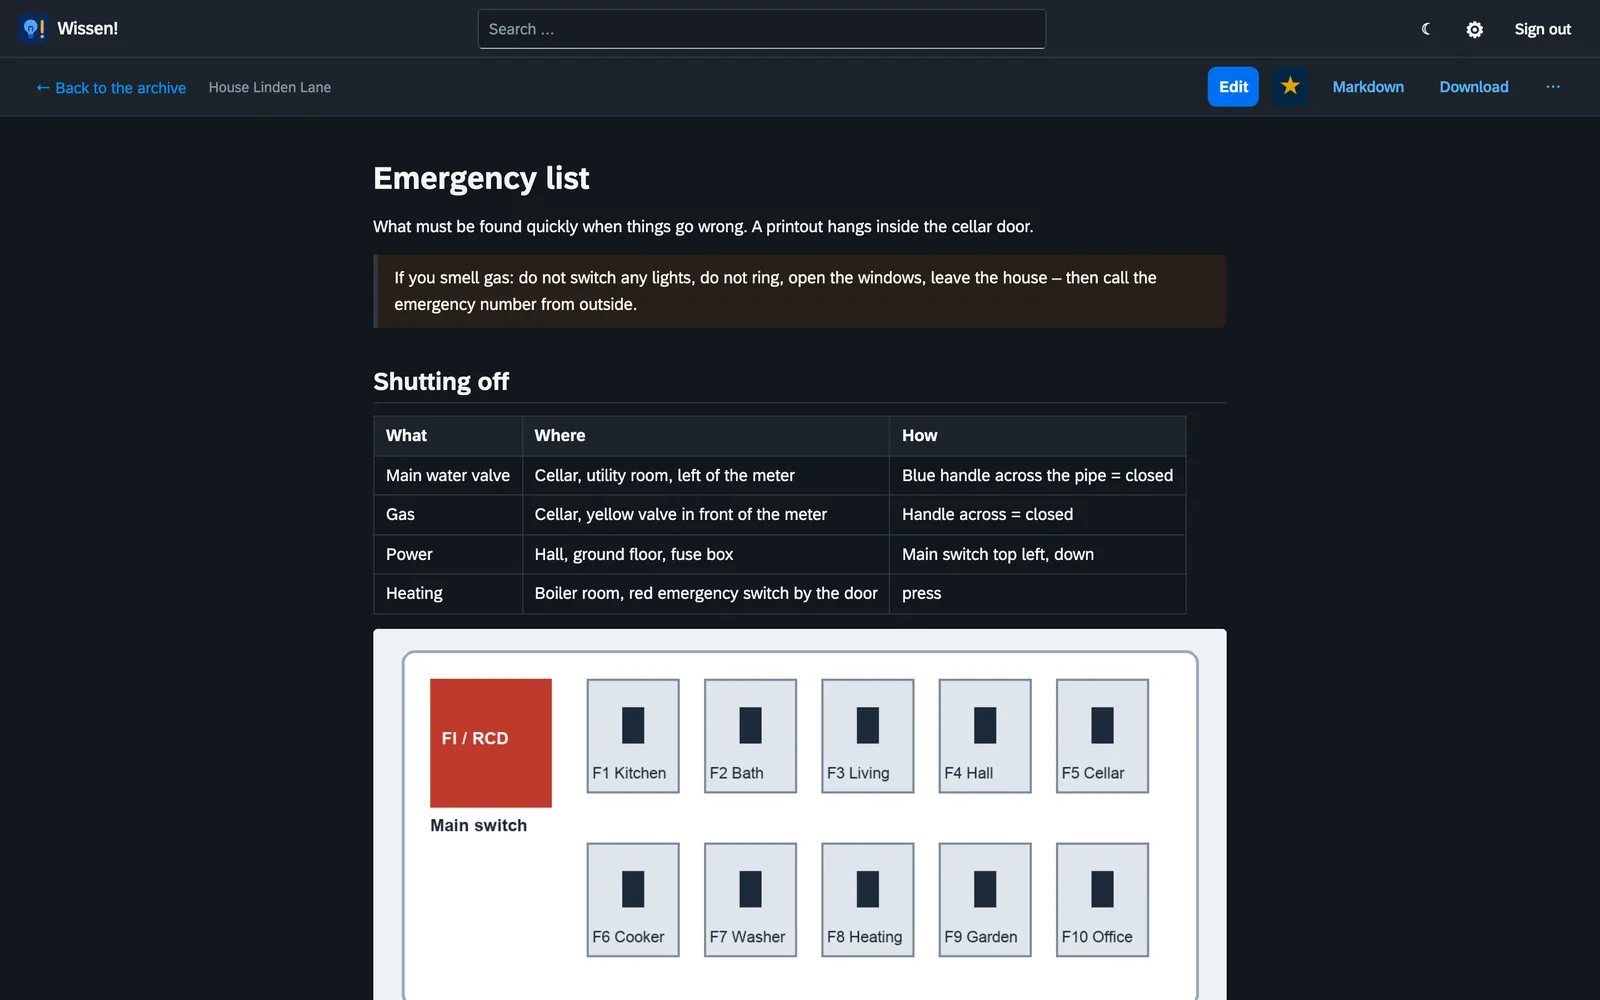 Wissen!
Search ...
Sign out
← Back to the archive
House Linden Lane
Edit
Markdown
Download
···
Emergency list
What must be found quickly when things go wrong. A printout hangs inside the cellar door.
If you smell gas: do not switch any lights, do not ring, open the windows, leave the house – then call the
emergency number from outside.
Shutting off
What Where How
Main water valve Cellar, utility room, left of the meter Blue handle across the pipe = closed
Gas Cellar, yellow valve in front of the meter Handle across = closed
Power Hall, ground floor, fuse box Main switch top left, down
Heating Boiler room, red emergency switch by the door press
FI / RCD
Main switch
F1 Kitchen F2 Bath F3 Living F4 Hall F5 Cellar
F6 Cooker F7 Washer F8 Heating F9 Garden F10 Office